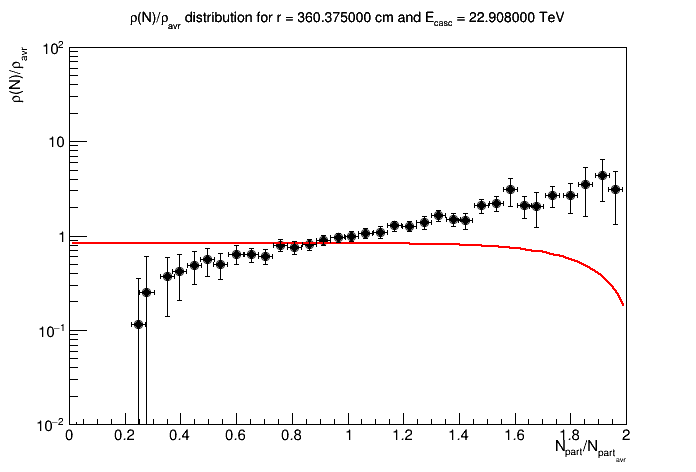 ρ(N)/ρavr distribution for r = 360.375000 cm and Ecasc = 22.908000 TeV
ρ(N)/ρavr
10²
10
1
10⁻¹
10⁻²
0 0.2 0.4 0.6 0.8 1 1.2 1.4 1.6 1.8 2
Npart/Npartavr